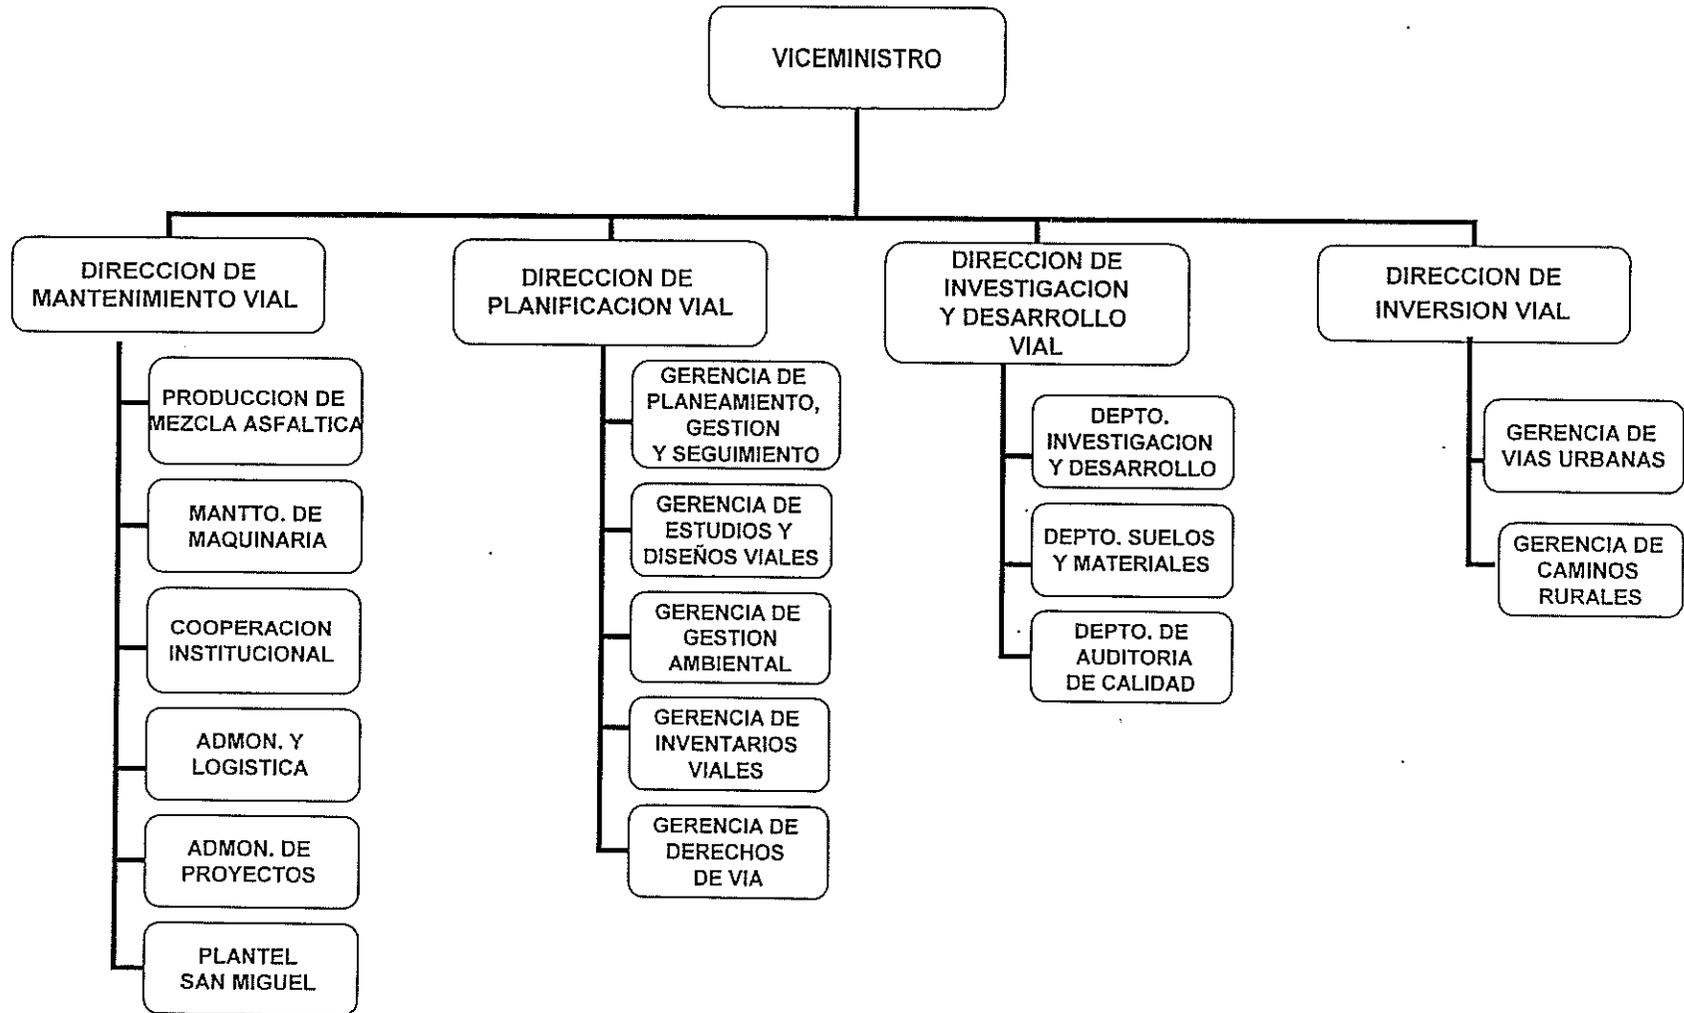 VICEMINISTRO
DIRECCION DE
MANTENIMIENTO VIAL
PRODUCCION DE
MEZCLA ASFALTICA
MANTTO. DE
MAQUINARIA
COOPERACION
INSTITUCIONAL
ADMON. Y
LOGISTICA
ADMON. DE
PROYECTOS
PLANTEL
SAN MIGUEL
DIRECCION DE
PLANIFICACION VIAL
GERENCIA DE
PLANEAMIENTO,
GESTION
Y SEGUIMIENTO
GERENCIA DE
ESTUDIOS Y
DISEÑOS VIALES
GERENCIA DE
GESTION
AMBIENTAL
GERENCIA DE
INVENTARIOS
VIALES
GERENCIA DE
DERECHOS
DE VIA
DIRECCION DE
INVESTIGACION
Y DESARROLLO
VIAL
DEPTO.
INVESTIGACION
Y DESARROLLO
DEPTO. SUELOS
Y MATERIALES
DEPTO. DE
AUDITORIA
DE CALIDAD
DIRECCION DE
INVERSION VIAL
GERENCIA DE
VIAS URBANAS
GERENCIA DE
CAMINOS
RURALES